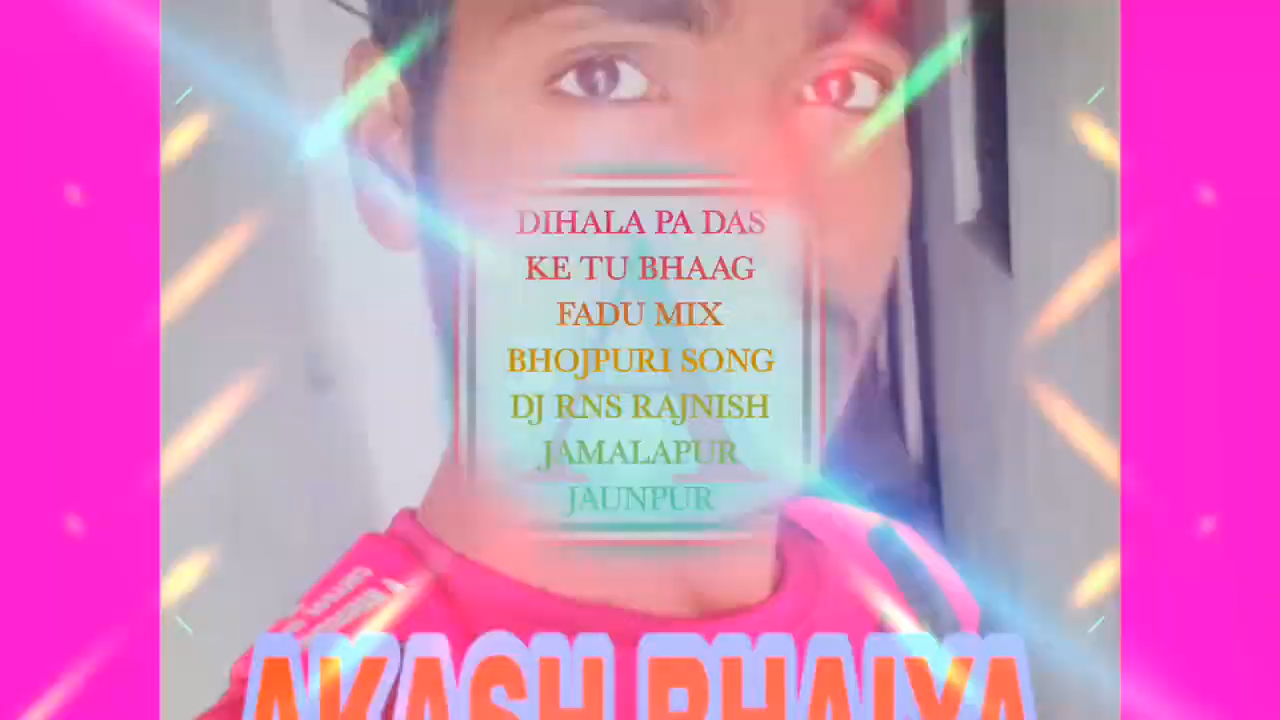 DIHALA PA DAS
KE TU BHAAG
FADU MIX
BHOJPURI SONG
DJ RNS RAJNISH
JAMALAPUR
JAUNPUR
AKASH BHAIYA